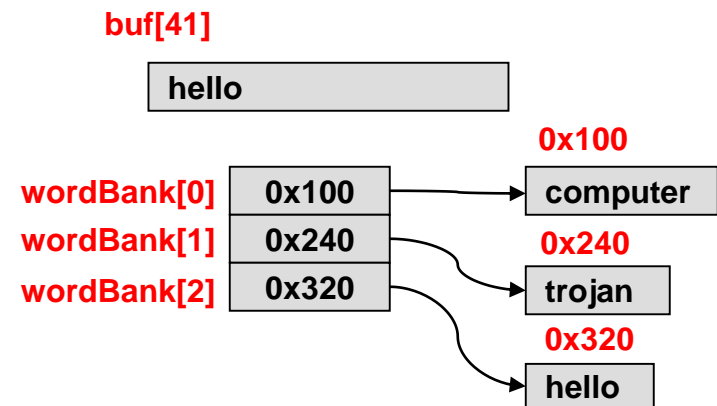 buf[41]
hello
0x100
wordBank[0] 0x100 computer
wordBank[1] 0x240 0x240
wordBank[2] 0x320 trojan
0x320
hello